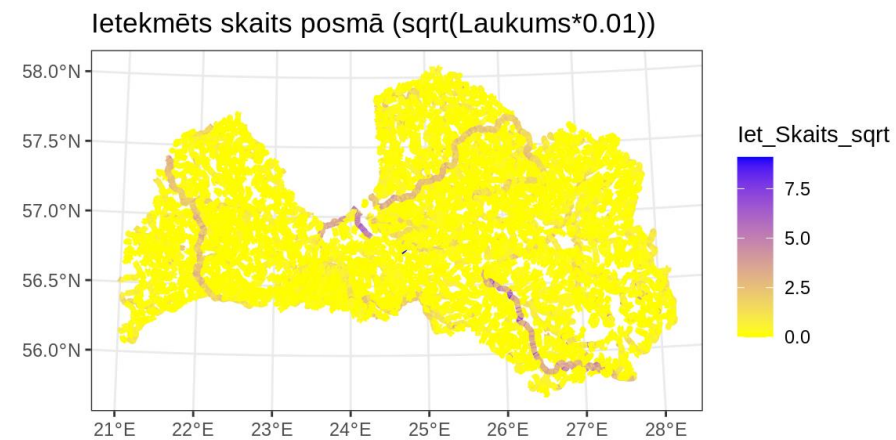 Ietekmēts skaits posmā (sqrt(Laukums*0.01))
58.0°N
57.5°N
57.0°N
56.5°N
56.0°N
21°E 22°E 23°E 24°E 25°E 26°E 27°E 28°E
Iet_Skaits_sqrt
7.5
5.0
2.5
0.0